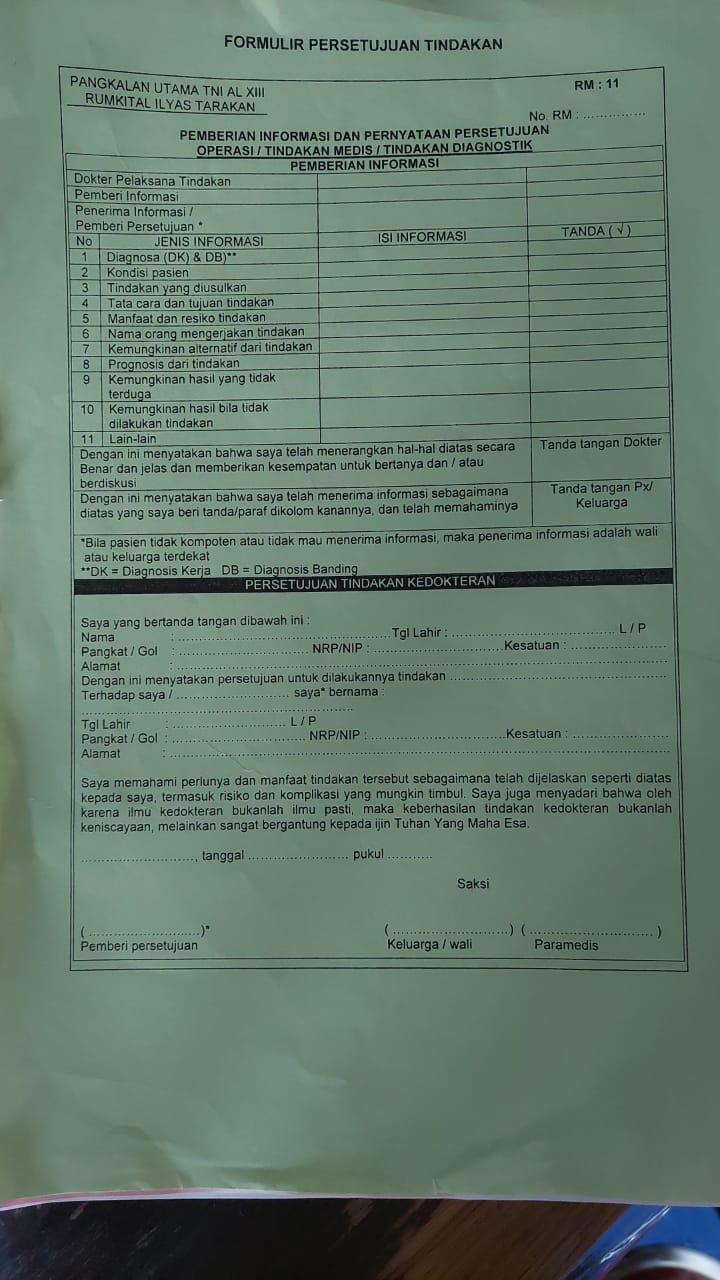 FORMULIR PERSETUJUAN TINDAKAN
PANGKALAN UTAMA TNI AL XIII
RUMKITAL ILYAS TARAKAN
RM : 11
No. RM : ................
PEMBERIAN INFORMASI DAN PERNYATAAN PERSETUJUAN
OPERASI / TINDAKAN MEDIS / TINDAKAN DIAGNOSTIK
PEMBERIAN INFORMASI
Dokter Pelaksana Tindakan
Pemberi Informasi
Penerima Informasi /
Pemberi Persetujuan *
No JENIS INFORMASI ISI INFORMASI TANDA ( √ )
1 Diagnosa (DK) & DB)**
2 Kondisi pasien
3 Tindakan yang diusulkan
4 Tata cara dan tujuan tindakan
5 Manfaat dan resiko tindakan
6 Nama orang mengerjakan tindakan
7 Kemungkinan alternatif dari tindakan
8 Prognosis dari tindakan
9 Kemungkinan hasil yang tidak
terduga
10 Kemungkinan hasil bila tidak
dilakukan tindakan
11 Lain-lain
Dengan ini menyatakan bahwa saya telah menerangkan hal-hal diatas secara
Benar dan jelas dan memberikan kesempatan untuk bertanya dan / atau
berdiskusi
Tanda tangan Dokter
Dengan ini menyatakan bahwa saya telah menerima informasi sebagaimana
diatas yang saya beri tanda/paraf dikolom kanannya, dan telah memahaminya
Tanda tangan Px/
Keluarga
*Bila pasien tidak kompoten atau tidak mau menerima informasi, maka penerima informasi adalah wali
atau keluarga terdekat
**DK = Diagnosis Kerja DB = Diagnosis Banding
PERSETUJUAN TINDAKAN KEDOKTERAN
Saya yang bertanda tangan dibawah ini :
Nama : ........................................ Tgl Lahir : ........................................ L / P
Pangkat / Gol : ........................ NRP/NIP : ........................ Kesatuan : ................
Alamat : ........................................................................
Dengan ini menyatakan persetujuan untuk dilakukannya tindakan ........................................
Terhadap saya / ........................ saya* bernama :
........................................................
Tgl Lahir : ........................ L / P
Pangkat / Gol : ........................ NRP/NIP : ........................ Kesatuan : ................
Alamat : ........................................................................
Saya memahami perlunya dan manfaat tindakan tersebut sebagaimana telah dijelaskan seperti diatas
kepada saya, termasuk risiko dan komplikasi yang mungkin timbul. Saya juga menyadari bahwa oleh
karena ilmu kedokteran bukanlah ilmu pasti, maka keberhasilan tindakan kedokteran bukanlah
keniscayaan, melainkan sangat bergantung kepada ijin Tuhan Yang Maha Esa.
........................, tanggal ........................ pukul ...........
Saksi
( ........................)* ( ........................) ( ........................ )
Pemberi persetujuan Keluarga / wali Paramedis